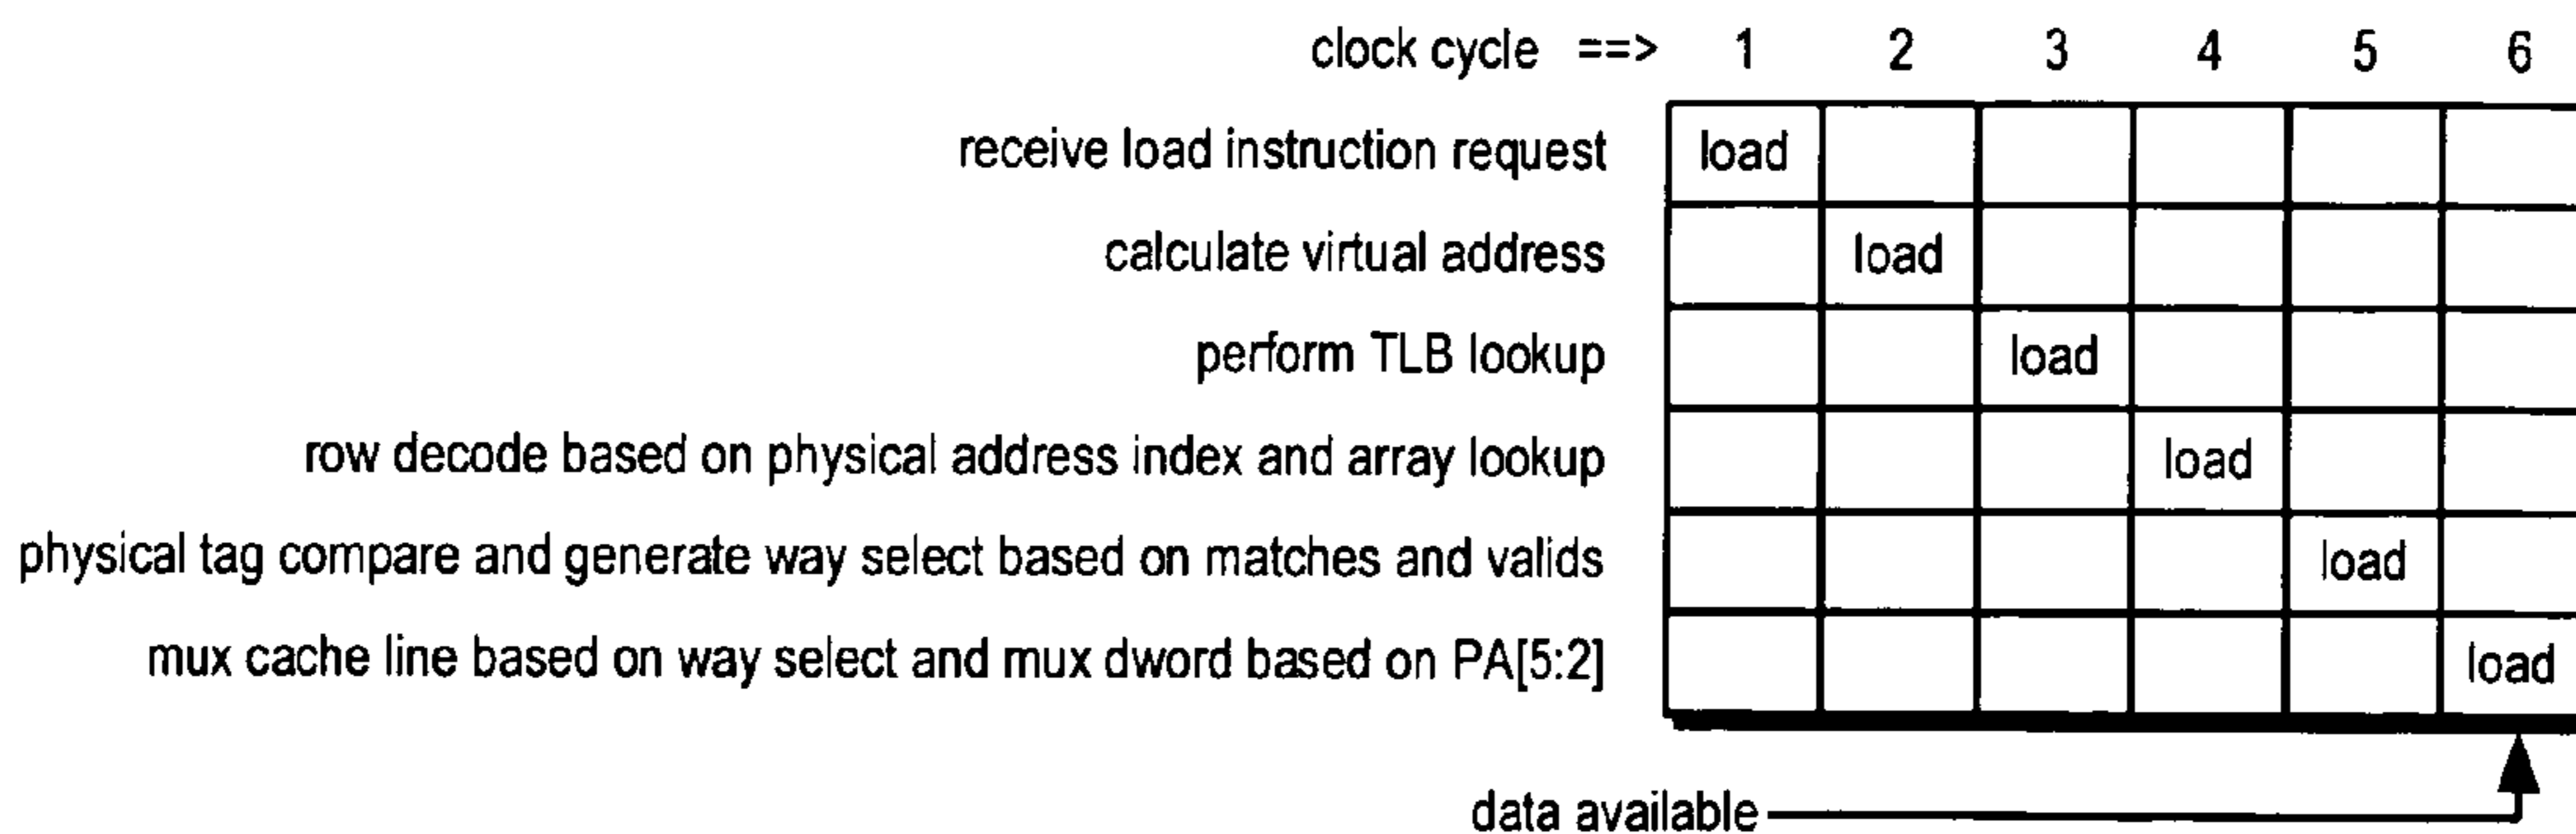 clock cycle ==> 1 2 3 4 5 6
receive load instruction request load
calculate virtual address load
perform TLB lookup load
row decode based on physical address index and array lookup load
physical tag compare and generate way select based on matches and valids load
mux cache line based on way select and mux dword based on PA[5:2] load
data available